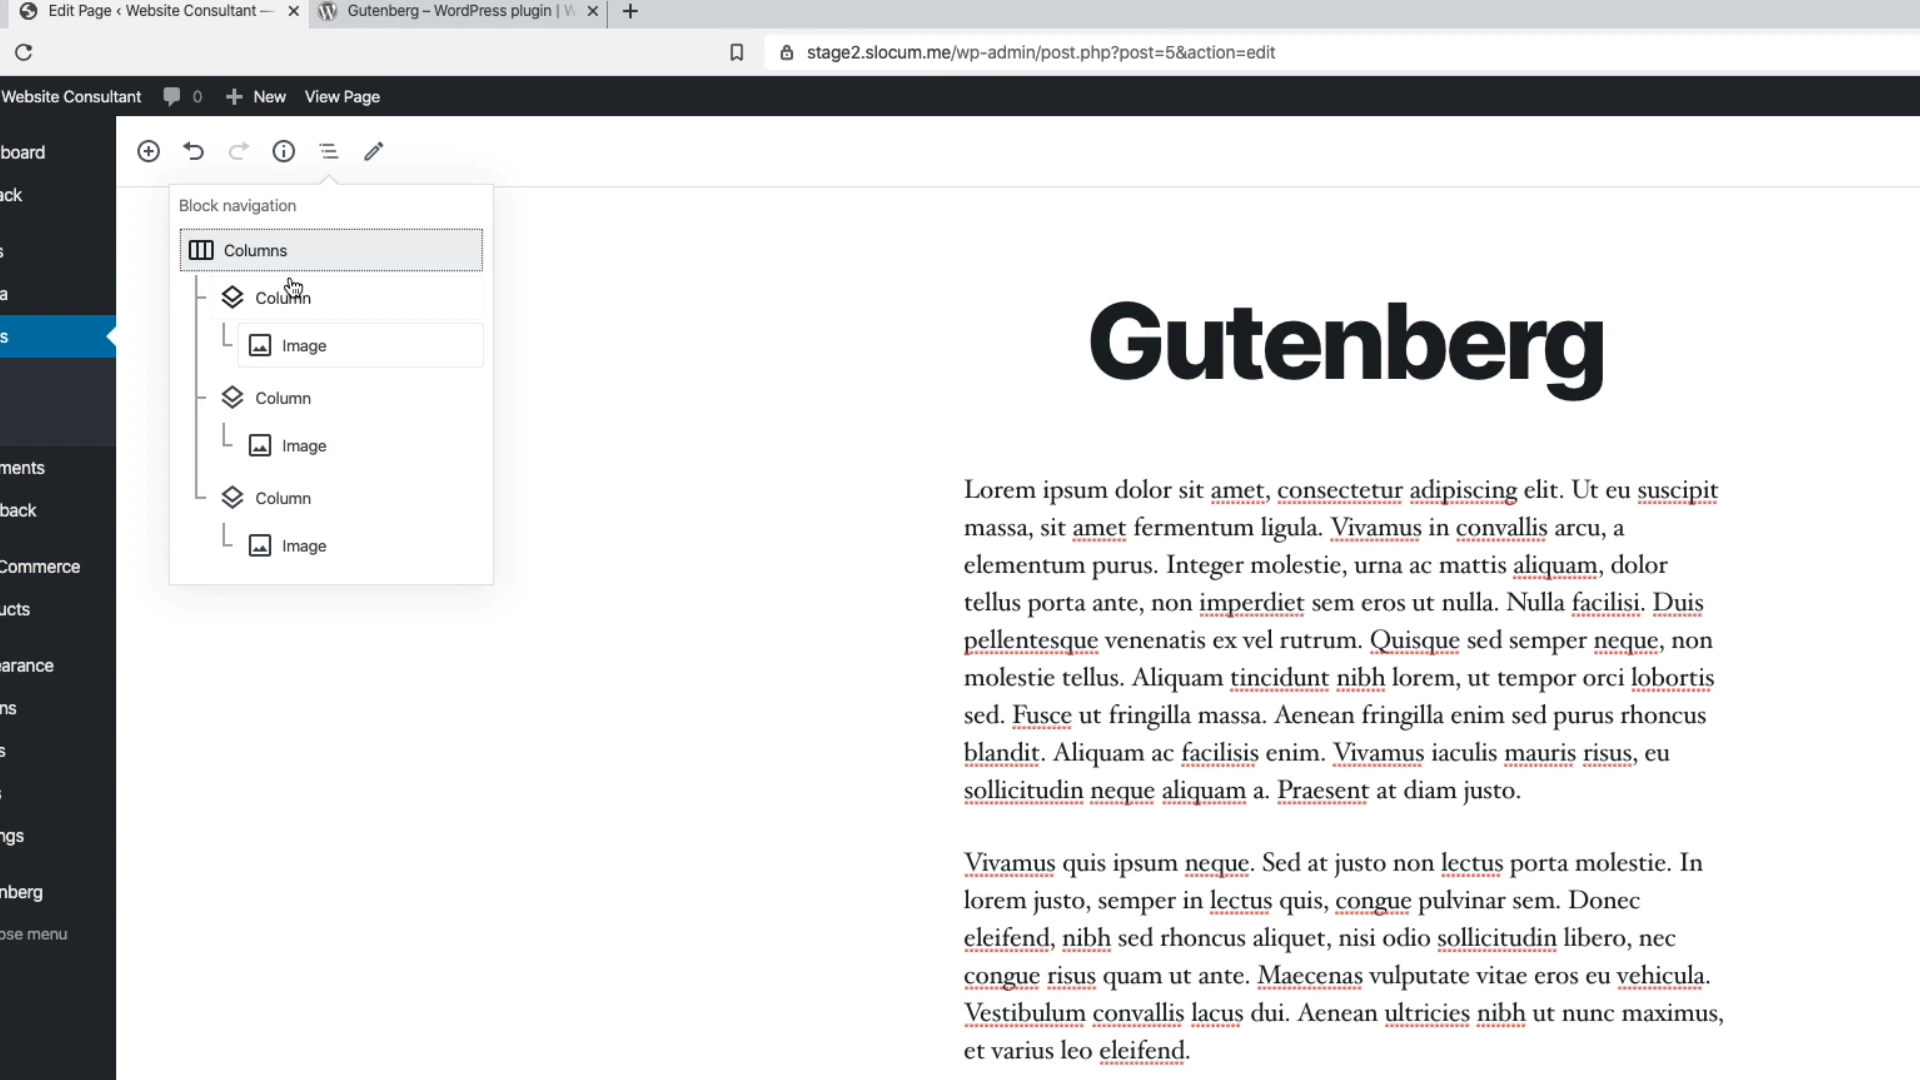 Edit Page ‹ Website Consultant —
Gutenberg – WordPress plugin | W
stage2.slocum.me/wp-admin/post.php?post=5&action=edit
Website Consultant 0 New View Page
board
ack
s
a
s
ments
back
Commerce
ucts
earance
ns
s
s
ngs
nberg
ose menu
Block navigation
Columns
Column
Image
Column
Image
Column
Image
Gutenberg
Lorem ipsum dolor sit amet, consectetur adipiscing elit. Ut eu suscipit
massa, sit amet fermentum ligula. Vivamus in convallis arcu, a
elementum purus. Integer molestie, urna ac mattis aliquam, dolor
tellus porta ante, non imperdiet sem eros ut nulla. Nulla facilisi. Duis
pellentesque venenatis ex vel rutrum. Quisque sed semper neque, non
molestie tellus. Aliquam tincidunt nibh lorem, ut tempor orci lobortis
sed. Fusce ut fringilla massa. Aenean fringilla enim sed purus rhoncus
blandit. Aliquam ac facilisis enim. Vivamus iaculis mauris risus, eu
sollicitudin neque aliquam a. Praesent at diam justo.
Vivamus quis ipsum neque. Sed at justo non lectus porta molestie. In
lorem justo, semper in lectus quis, congue pulvinar sem. Donec
eleifend, nibh sed rhoncus aliquet, nisi odio sollicitudin libero, nec
congue risus quam ut ante. Maecenas vulputate vitae eros eu vehicula.
Vestibulum convallis lacus dui. Aenean ultricies nibh ut nunc maximus,
et varius leo eleifend.